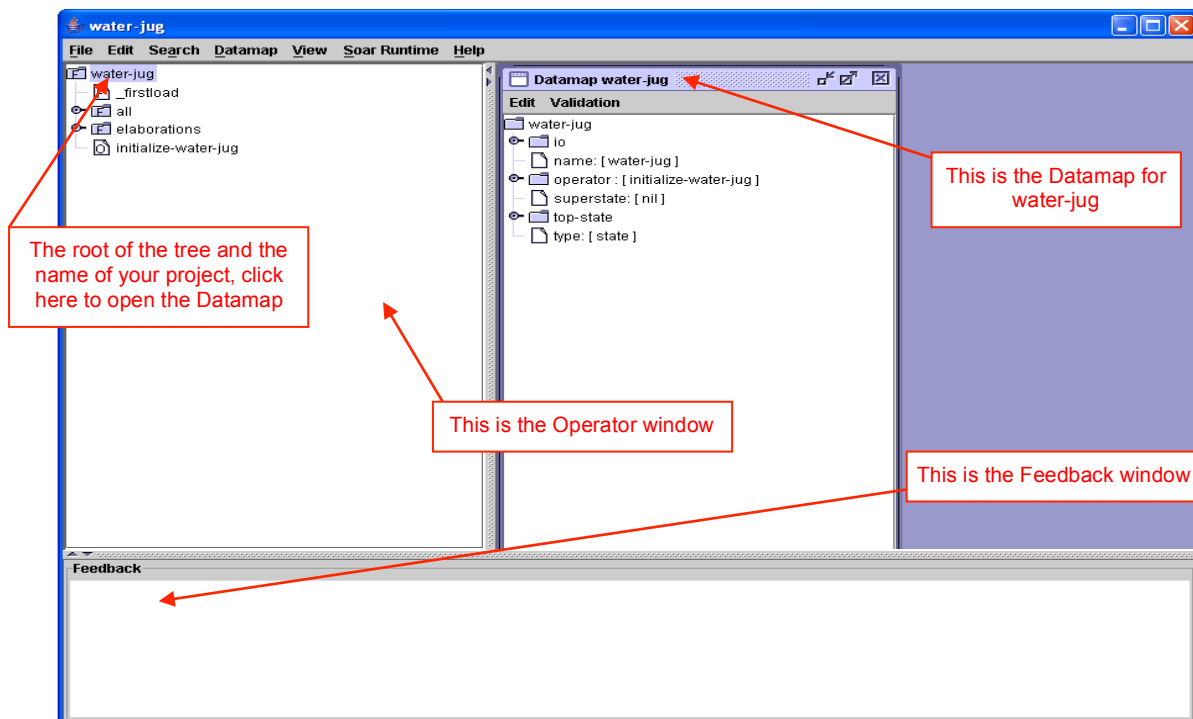 water-jug
File Edit Search Datamap View Soar Runtime Help
water-jug
_firstload
all
elaborations
initialize-water-jug
Datamap water-jug
Edit Validation
water-jug
io
name: [ water-jug ]
operator : [ initialize-water-jug ]
superstate: [ nil ]
top-state
type: [ state ]
This is the Datamap for
water-jug
The root of the tree and the
name of your project, click
here to open the Datamap
This is the Operator window
This is the Feedback window
Feedback